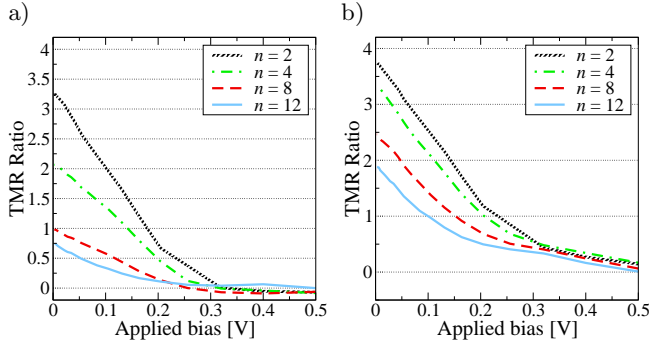 a)
TMR Ratio
4
3.5
3
2.5
2
1.5
1
0.5
0
n = 2
n = 4
n = 8
n = 12
0 0.1 0.2 0.3 0.4 0.5
Applied bias [V]
b)
TMR Ratio
4
3
2
1
0
n = 2
n = 4
n = 8
n = 12
0 0.1 0.2 0.3 0.4 0.5
Applied bias [V]